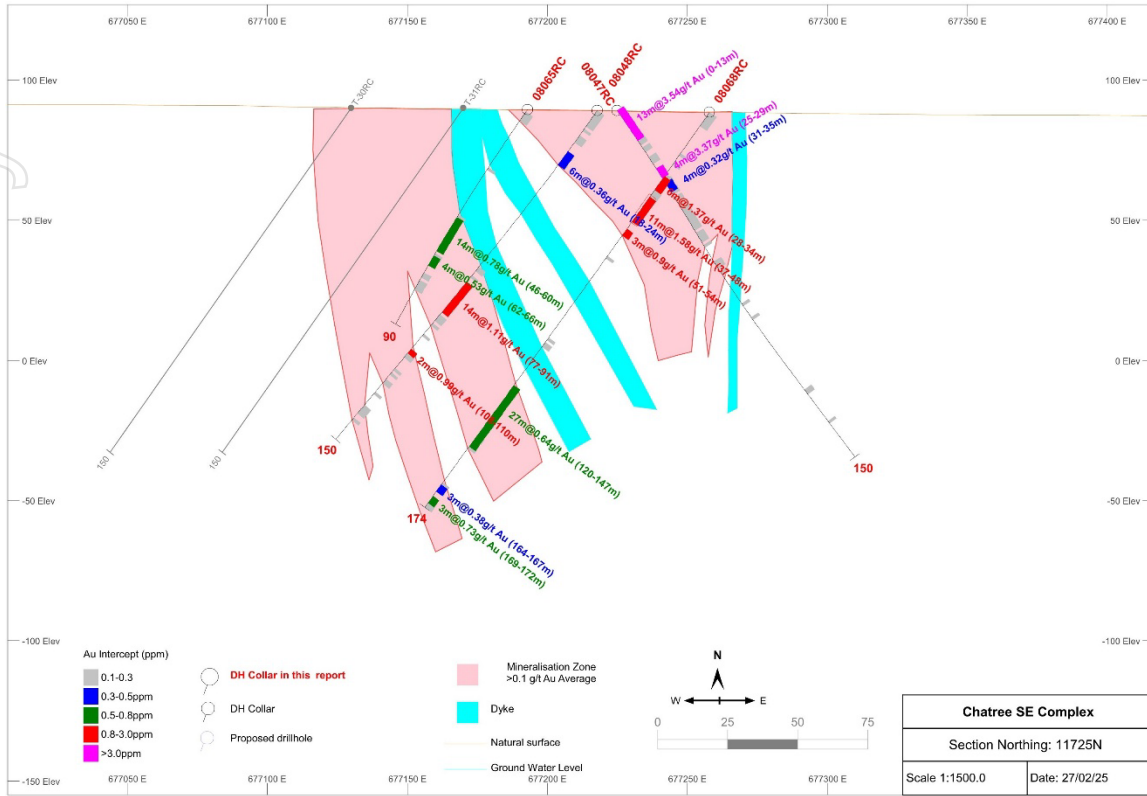 677050 E 677100 E 677150 E 677200 E 677250 E 677300 E 677350 E 677400 E
100 Elev
100 Elev
T-30RC
T-31RC
08065RC
08047RC
08048RC
08068RC
13m@3.54g/t Au (0-13m)
4m@3.37g/t Au (25-29m)
4m@0.32g/t Au (31-35m)
6m@0.36g/t Au (18-24m)
6m@1.37g/t Au (28-34m)
11m@1.58g/t Au (37-48m)
3m@0.9g/t Au (51-54m)
50 Elev
50 Elev
14m@0.78g/t Au (46-60m)
4m@0.53g/t Au (62-66m)
14m@1.11g/t Au (77-91m)
90
0 Elev
0 Elev
2m@0.99g/t Au
27m@0.64g/t Au (120-147m)
150
150
150
150
-50 Elev
-50 Elev
3m@0.38g/t Au (164-167m)
3m@0.73g/t Au (169-172m)
174
-100 Elev
-100 Elev
Au Intercept (ppm)
0.1-0.3
0.3-0.5ppm
0.5-0.8ppm
0.8-3.0ppm
>3.0ppm
DH Collar in this report
DH Collar
Proposed drillhole
Mineralisation Zone
>0.1 g/t Au Average
Dyke
Natural surface
Ground Water Level
N
W E
0 25 50 75
Chatree SE Complex
Section Northing: 11725N
Scale 1:1500.0 Date: 27/02/25
-150 Elev
677050 E 677100 E 677150 E 677200 E 677250 E 677300 E